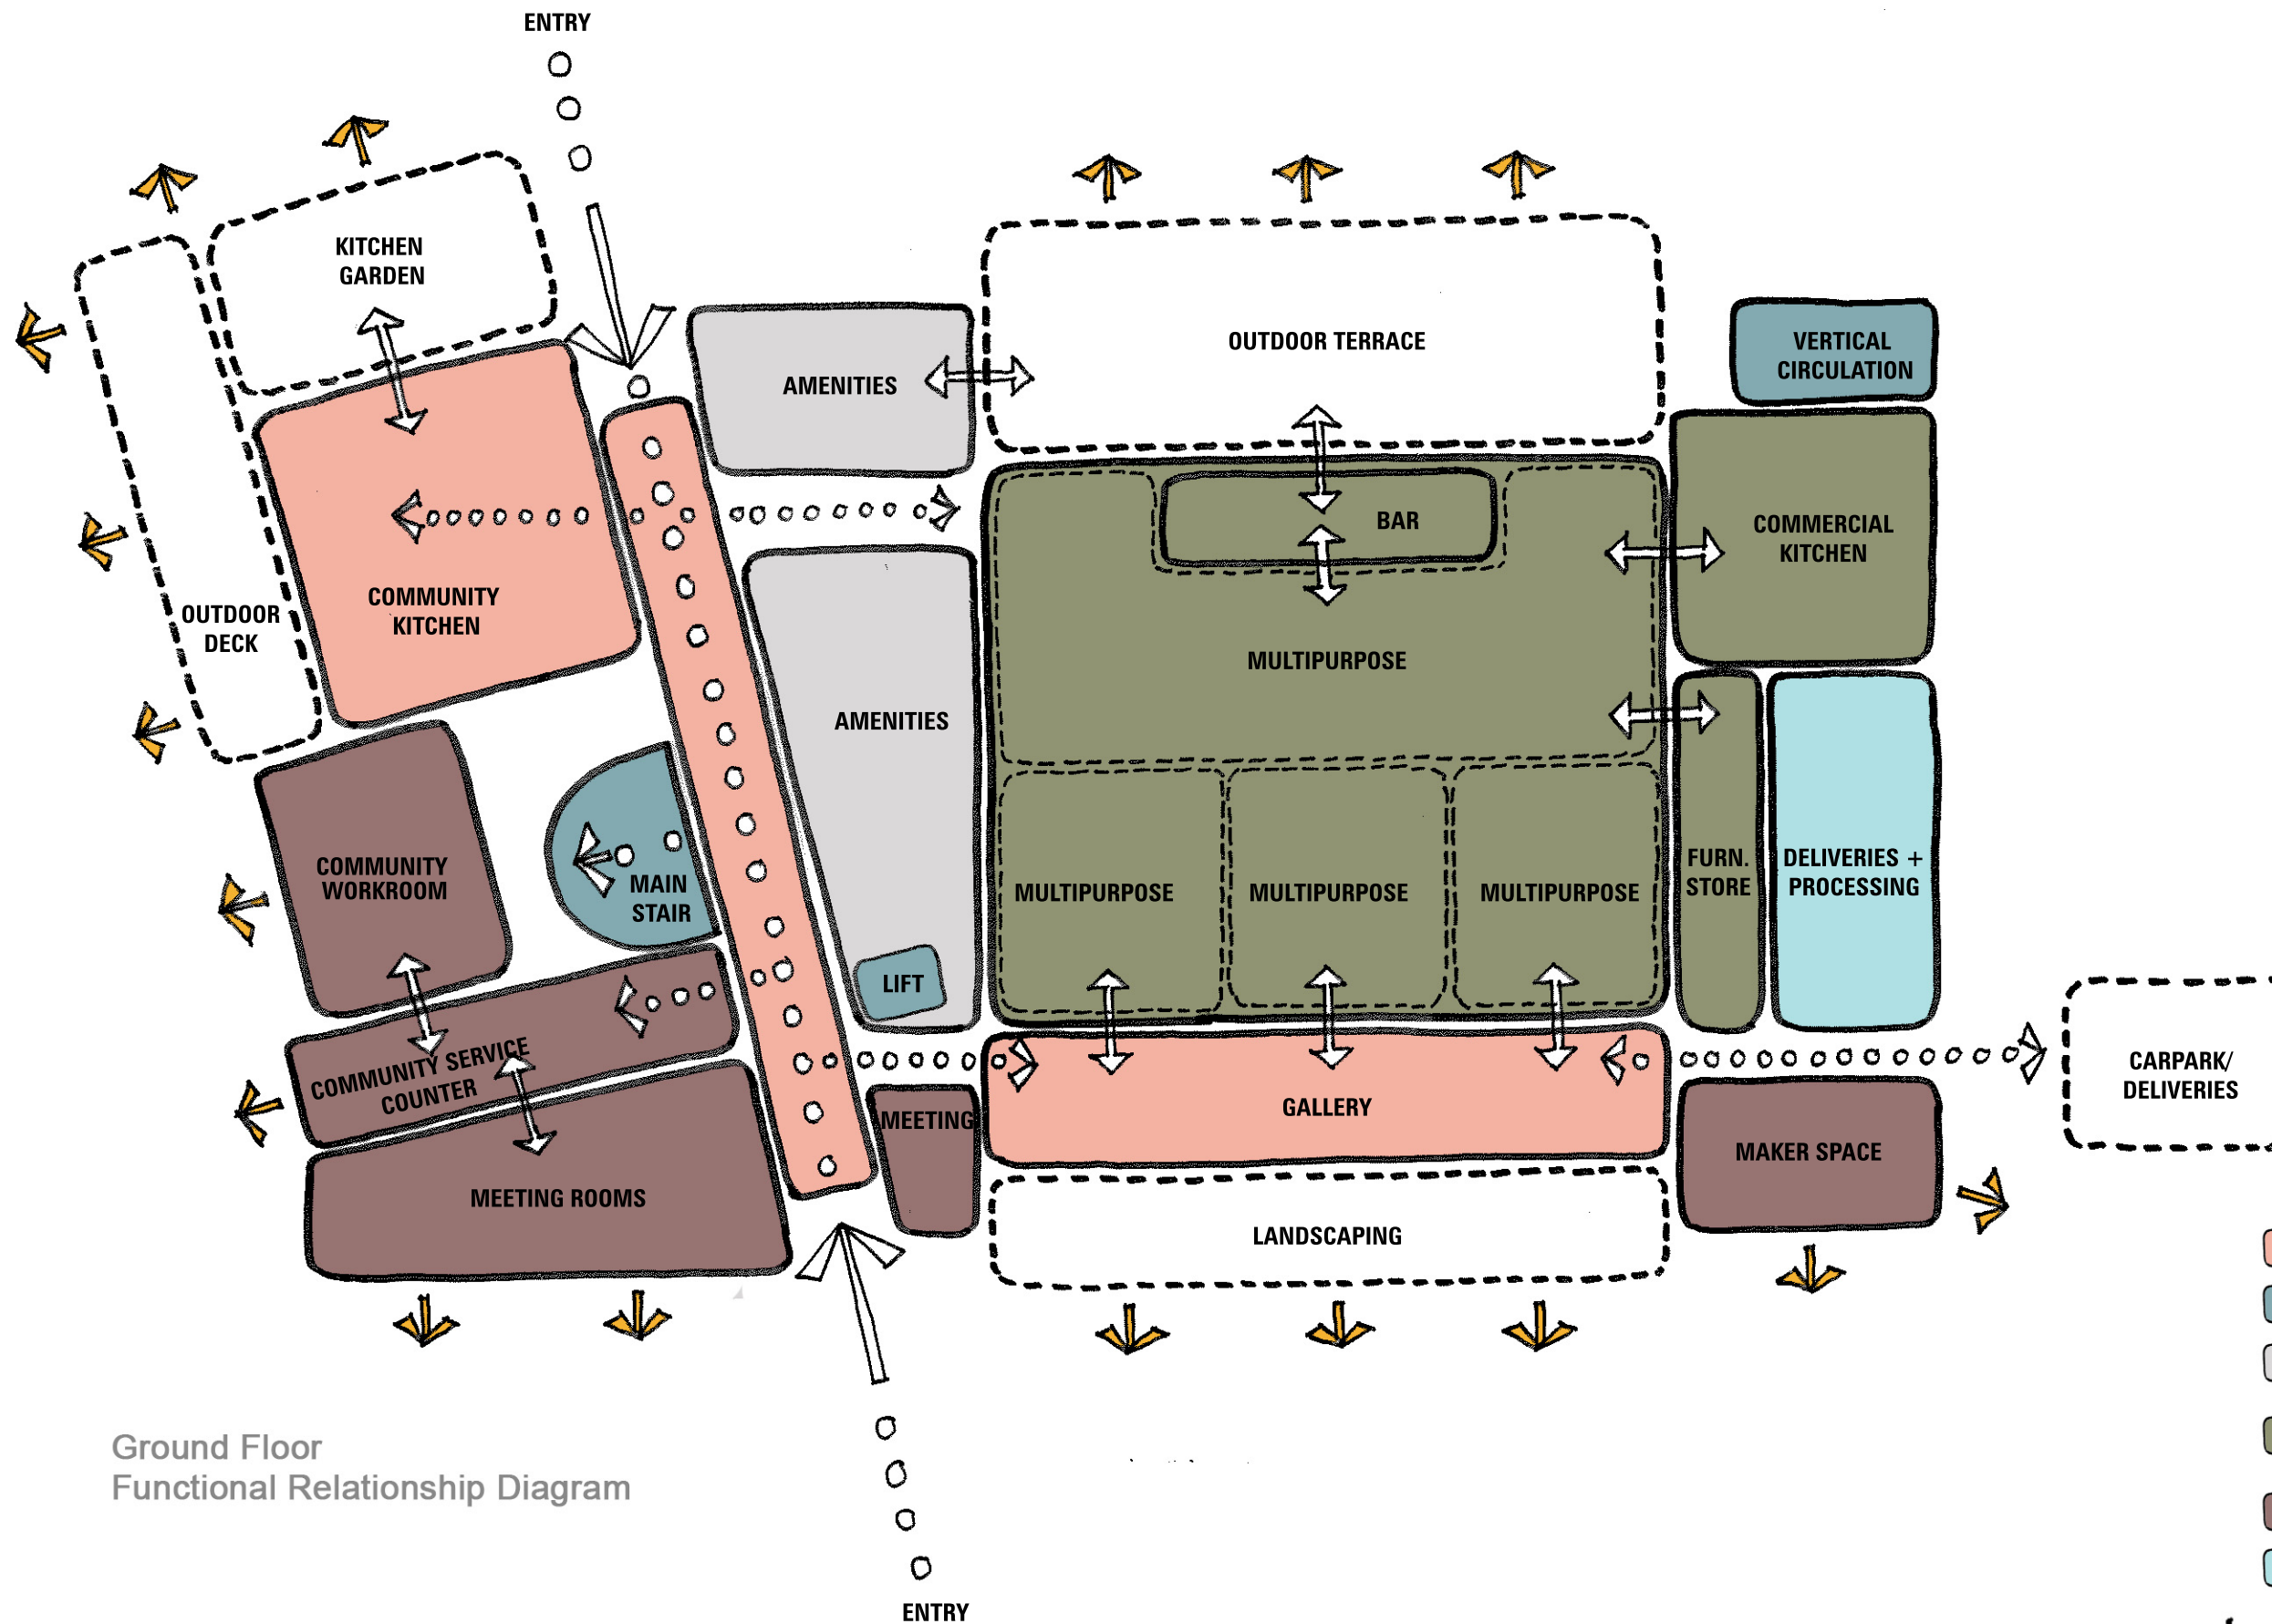 ENTRY
KITCHEN
GARDEN
OUTDOOR TERRACE
VERTICAL
CIRCULATION
AMENITIES
BAR
COMMERCIAL
KITCHEN
COMMUNITY
KITCHEN
OUTDOOR
DECK
MULTIPURPOSE
AMENITIES
COMMUNITY
WORKROOM
MAIN
STAIR
MULTIPURPOSE
MULTIPURPOSE
MULTIPURPOSE
FURN.
STORE
DELIVERIES +
PROCESSING
LIFT
COMMUNITY SERVICE
COUNTER
CARPARK/
DELIVERIES
MEETING
GALLERY
MAKER SPACE
MEETING ROOMS
LANDSCAPING
Ground Floor
Functional Relationship Diagram
ENTRY